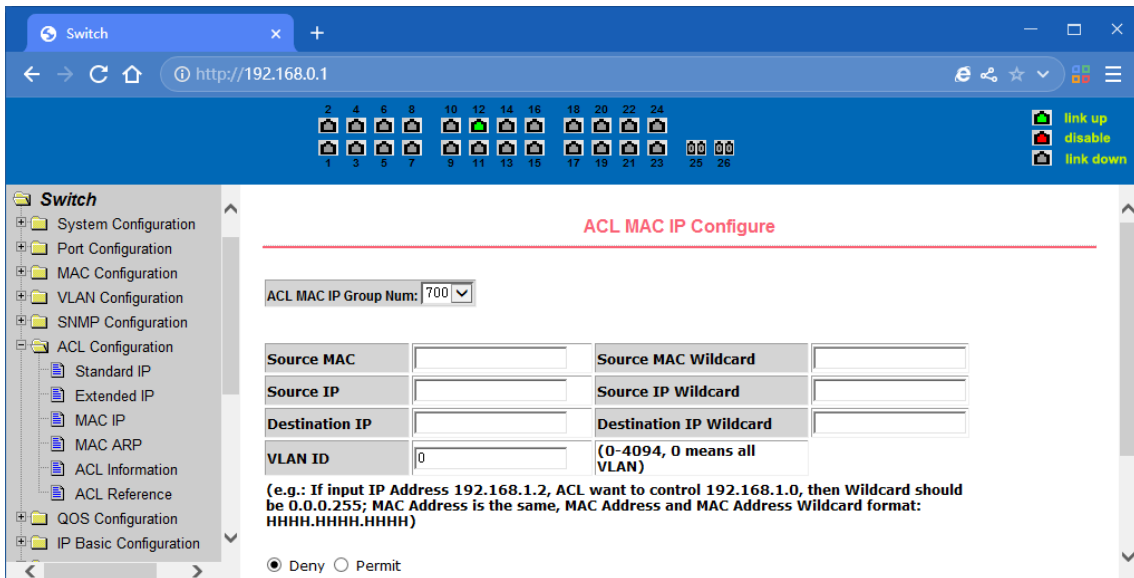 Switch
http://192.168.0.1
2 4 6 8 10 12 14 16 18 20 22 24
1 3 5 7 9 11 13 15 17 19 21 23 25 26
link up
disable
link down
Switch
System Configuration
Port Configuration
MAC Configuration
VLAN Configuration
SNMP Configuration
ACL Configuration
Standard IP
Extended IP
MAC IP
MAC ARP
ACL Information
ACL Reference
QOS Configuration
IP Basic Configuration
ACL MAC IP Configure
ACL MAC IP Group Num: 700
Source MAC Source MAC Wildcard
Source IP Source IP Wildcard
Destination IP Destination IP Wildcard
VLAN ID 0 (0-4094, 0 means all
VLAN)
(e.g.: If input IP Address 192.168.1.2, ACL want to control 192.168.1.0, then Wildcard should
be 0.0.0.255; MAC Address is the same, MAC Address and MAC Address Wildcard format:
HHHH.HHHH.HHHH)
Deny Permit